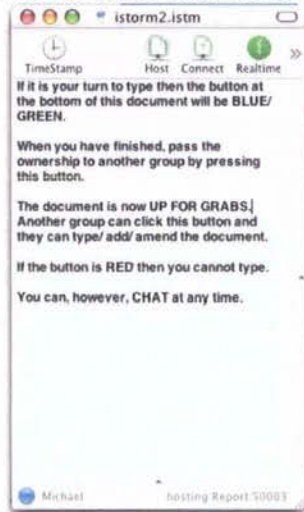 istorm2.istm
TimeStamp Host Connect Realtime
If it is your turn to type then the button at
the bottom of this document will be BLUE/
GREEN.
When you have finished, pass the
ownership to another group by pressing
this button.
The document is now UP FOR GRABS.
Another group can click this button and
they can type/ add/ amend the document.
If the button is RED then you cannot type.
You can, however, CHAT at any time.
Michael hosting Report:50003